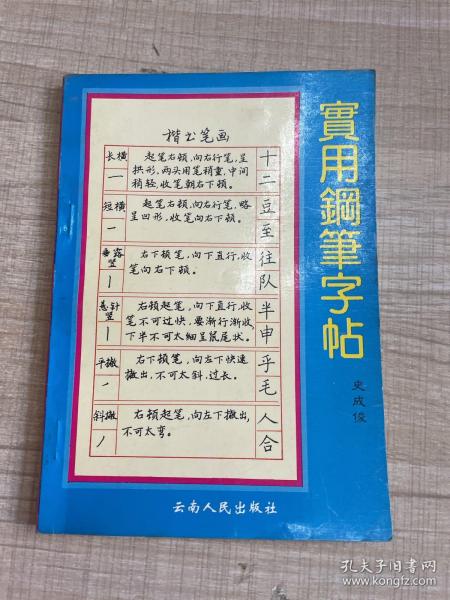 實用鋼筆字帖
史成俊
楷书笔画
长横
一
起笔右顿,向右行笔,呈
拱形,两头用笔稍重,中间
稍轻,收笔朝右下顿。
十二
短横
一
起笔右顿,向右行笔,略
呈凹形,收笔向右下顿。
豆至
垂露竖
丨
右下顿笔,向下直行,收
笔向右下顿。
往队
悬针竖
丨
右顿起笔,向下直行,收
笔不可过快,要渐行渐收,
下半不可太细呈鼠尾状。
半申
平撇
丿
右下顿笔,向左下快速
撇出,不可太斜,过长。
乎毛
斜撇
丿
右顿起笔,向左下撇出,
不可太弯。
人合
云南人民出版社
孔夫子旧书网
www.kongfz.com